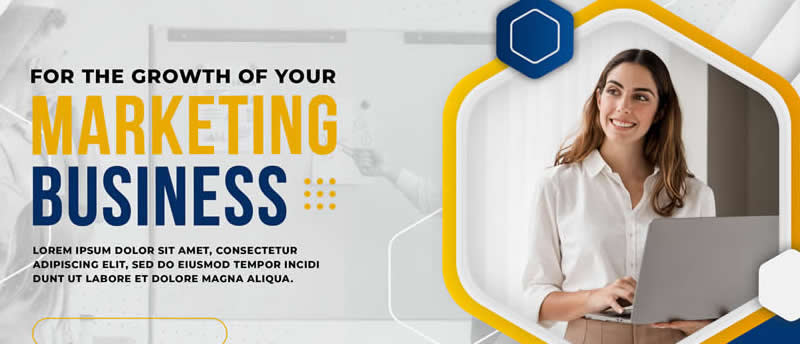 FOR THE GROWTH OF YOUR
MARKETING
BUSINESS
LOREM IPSUM DOLOR SIT AMET, CONSECTETUR
ADIPISCING ELIT, SED DO EIUSMOD TEMPOR INCIDI
DUNT UT LABORE ET DOLORE MAGNA ALIQUA.